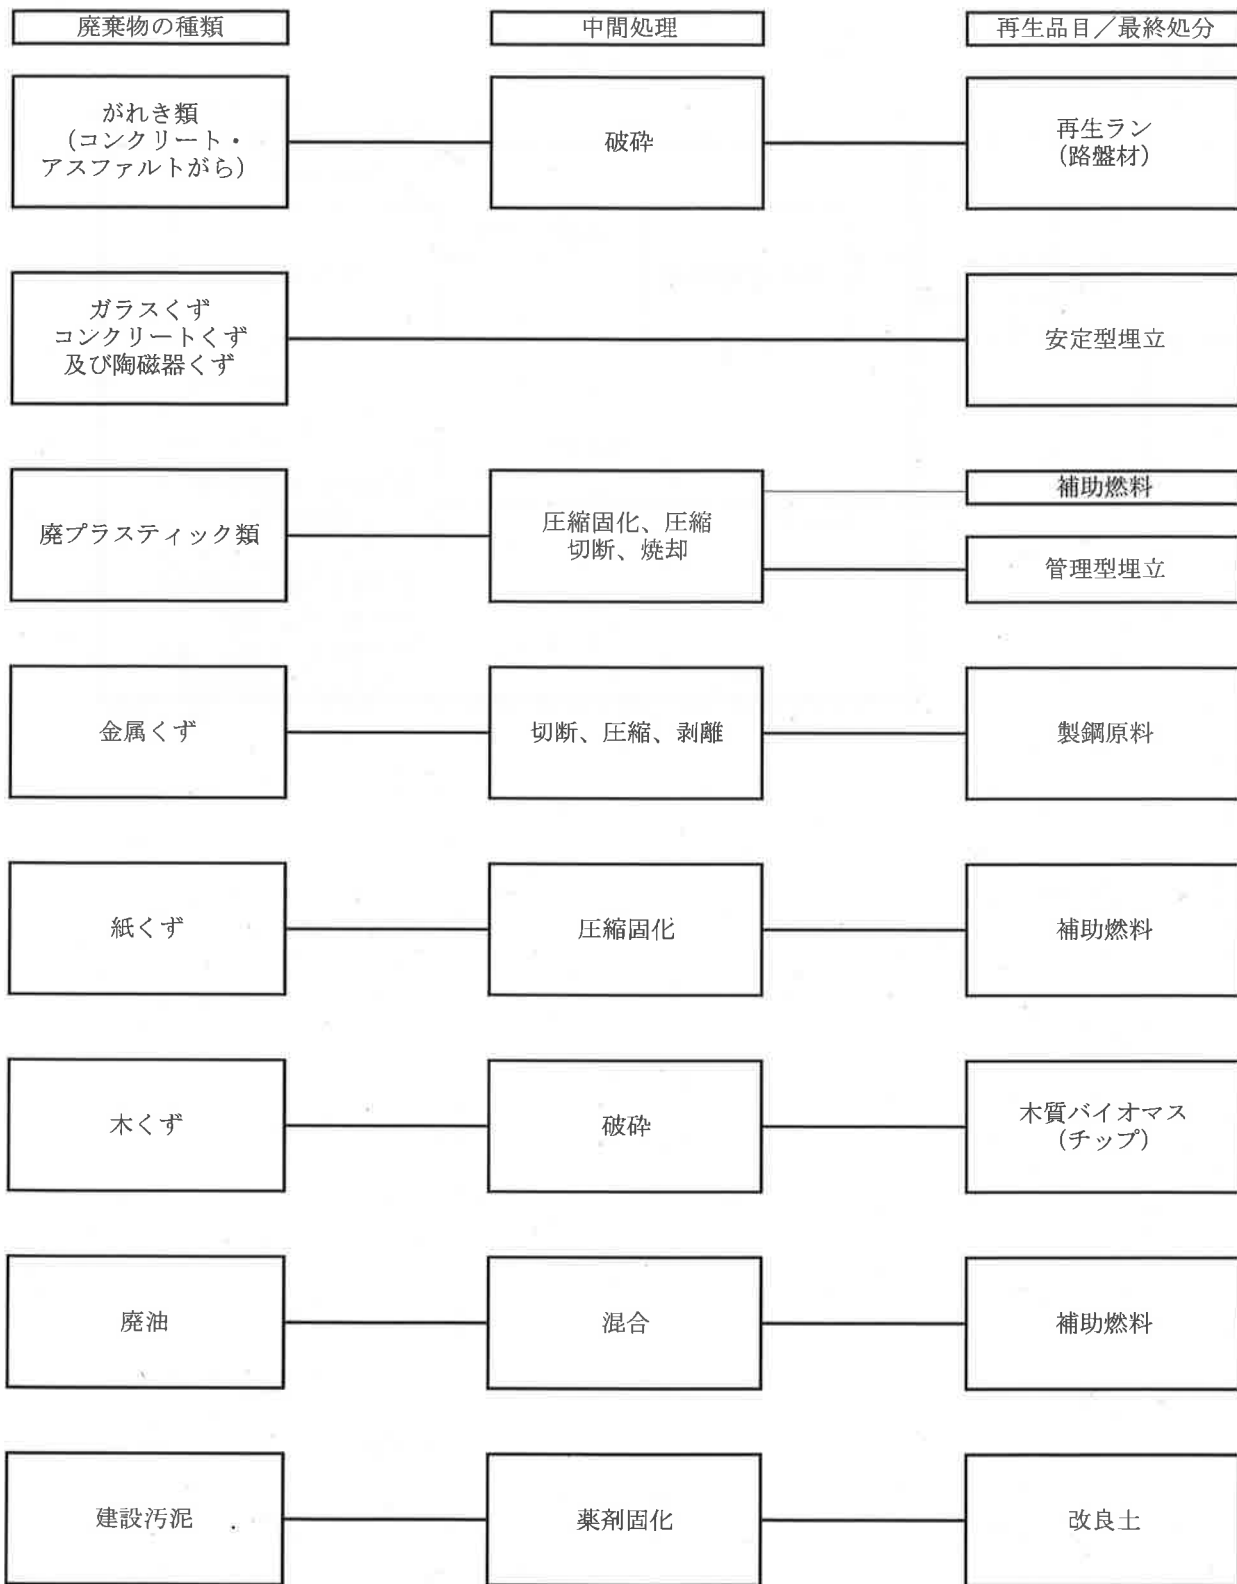 廃棄物の種類
中間処理
再生品目／最終処分
がれき類
（コンクリート・
アスファルトがら）
破砕
再生ラン
（路盤材）
ガラスくず
コンクリートくず
及び陶磁器くず
安定型埋立
廃プラスティック類
圧縮固化、圧縮
切断、焼却
補助燃料
管理型埋立
金属くず
切断、圧縮、剥離
製鋼原料
紙くず
圧縮固化
補助燃料
木くず
破砕
木質バイオマス
（チップ）
廃油
混合
補助燃料
建設汚泥
薬剤固化
改良土